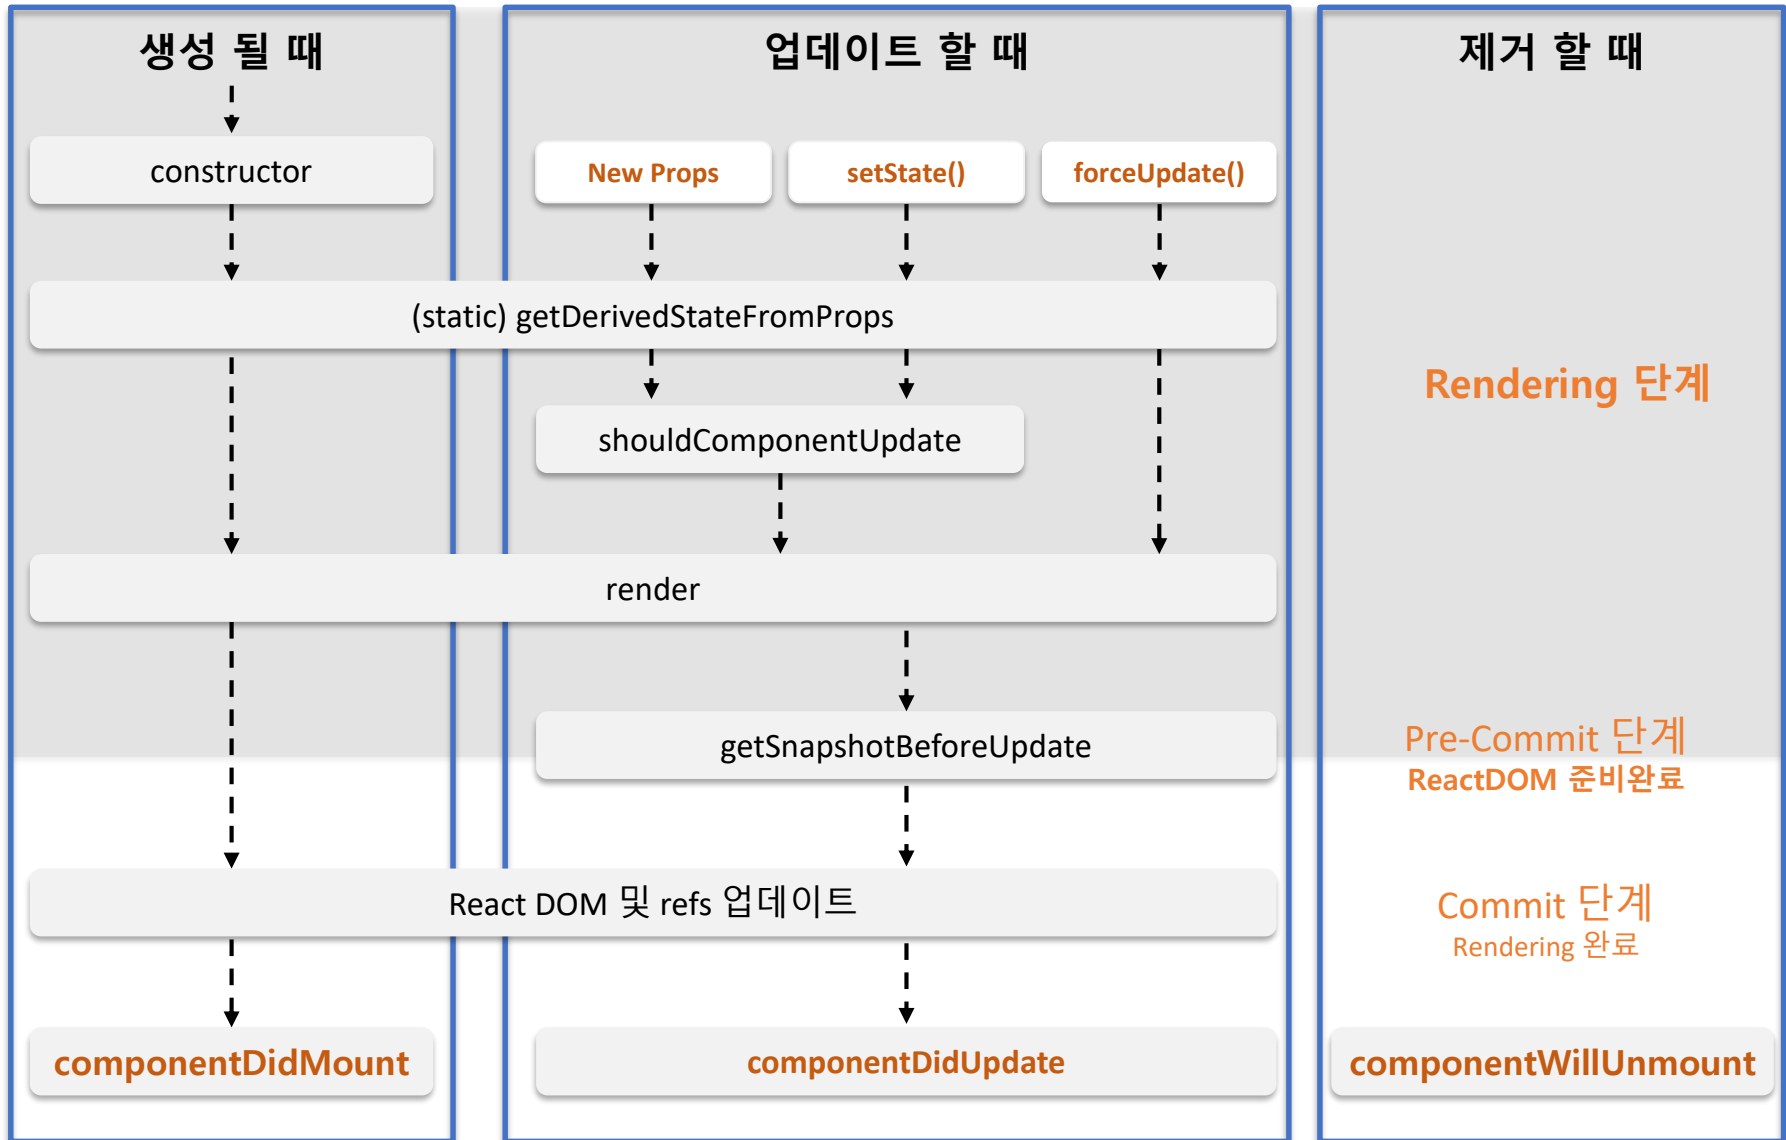 생성 될 때
업데이트 할 때
제거 할 때
constructor
New Props
setState()
forceUpdate()
(static) getDerivedStateFromProps
Rendering 단계
shouldComponentUpdate
render
getSnapshotBeforeUpdate
Pre-Commit 단계
ReactDOM 준비완료
React DOM 및 refs 업데이트
Commit 단계
Rendering 완료
componentDidMount
componentDidUpdate
componentWillUnmount